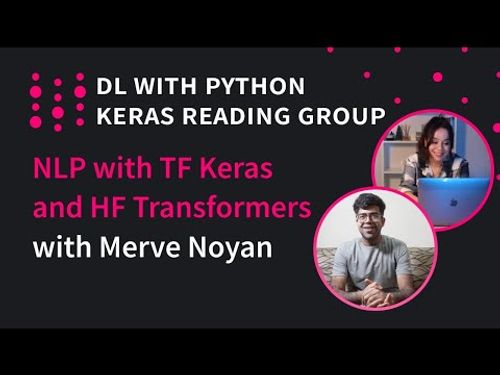 DL WITH PYTHON
KERAS READING GROUP
NLP with TF Keras
and HF Transformers
with Merve Noyan